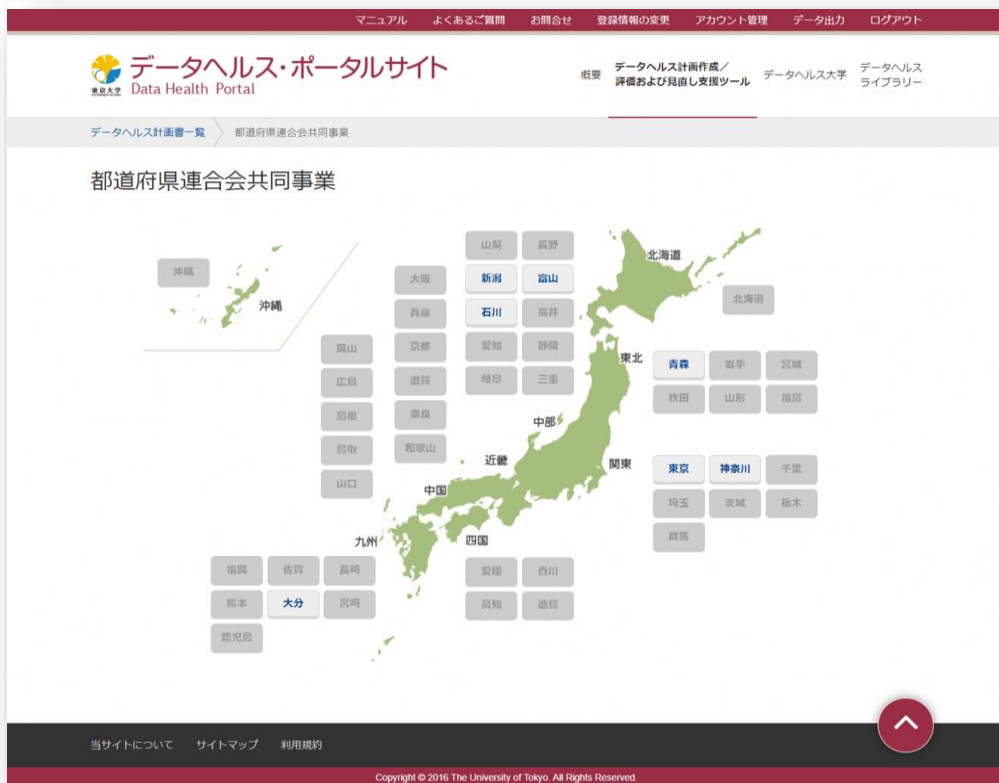 マニュアル よくあるご質問 お問合せ 登録情報の変更 アカウント管理 データ出力 ログアウト
東京大学
データヘルス・ポータルサイト
Data Health Portal
概要
データヘルス計画作成／
評価および見直し支援ツール
データヘルス大学
データヘルス
ライブラリー
データヘルス計画書一覧 都道府県連合会共同事業
都道府県連合会共同事業
沖縄
沖縄
山梨 長野
大阪 新潟 富山
兵庫 石川 福井
岡山 京都 愛知 静岡
広島 滋賀 岐阜 三重
島根 奈良
鳥取 和歌山
山口
北海道
北海道
東北
青森 岩手 宮城
秋田 山形 福島
中部
近畿
関東
東京 神奈川 千葉
埼玉 茨城 栃木
群馬
中国
九州
四国
福岡 佐賀 長崎
熊本 大分 宮崎
鹿児島
愛媛 香川
高知 徳島
当サイトについて サイトマップ 利用規約
Copyright © 2016 The University of Tokyo. All Rights Reserved.